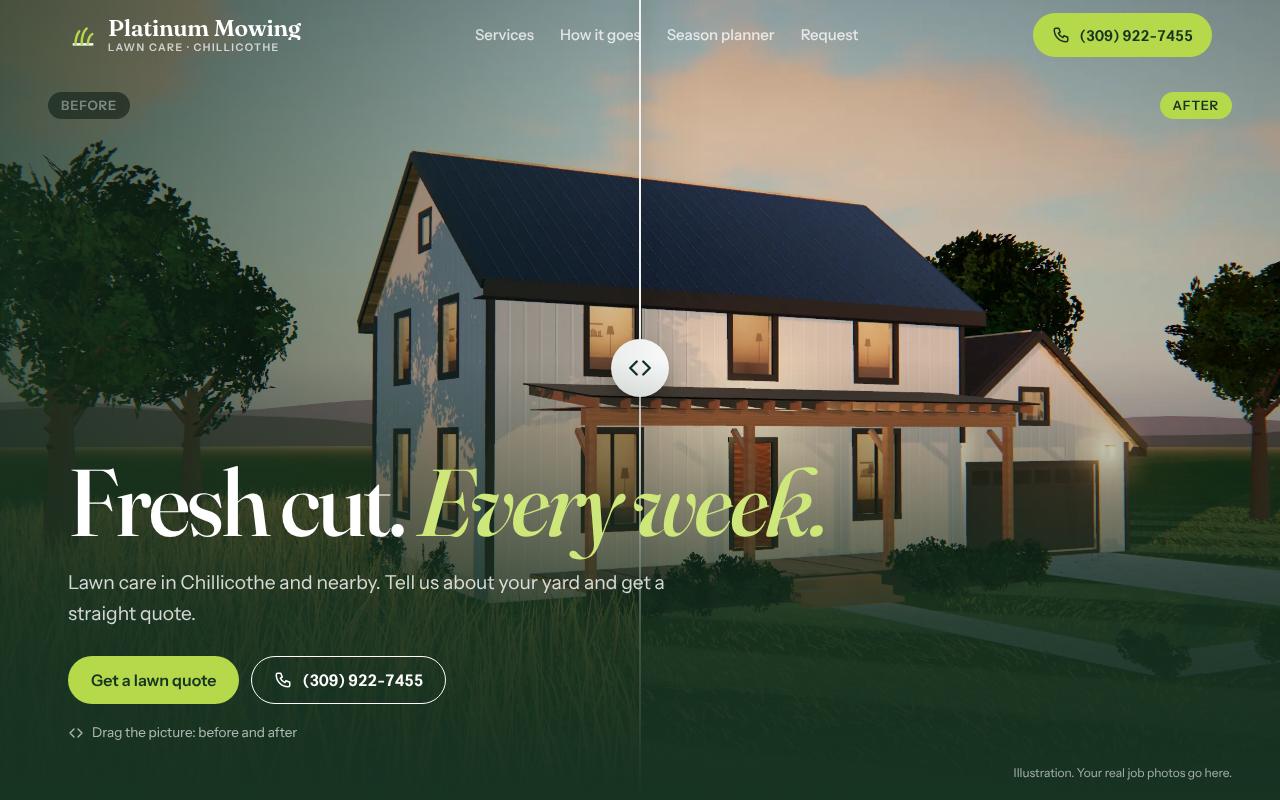 Platinum Mowing
LAWN CARE · CHILLICOTHE
Services
How it goes
Season planner
Request
(309) 922-7455
BEFORE
AFTER
Fresh cut. Every week.
Lawn care in Chillicothe and nearby. Tell us about your yard and get a
straight quote.
Get a lawn quote
(309) 922-7455
Drag the picture: before and after
Illustration. Your real job photos go here.